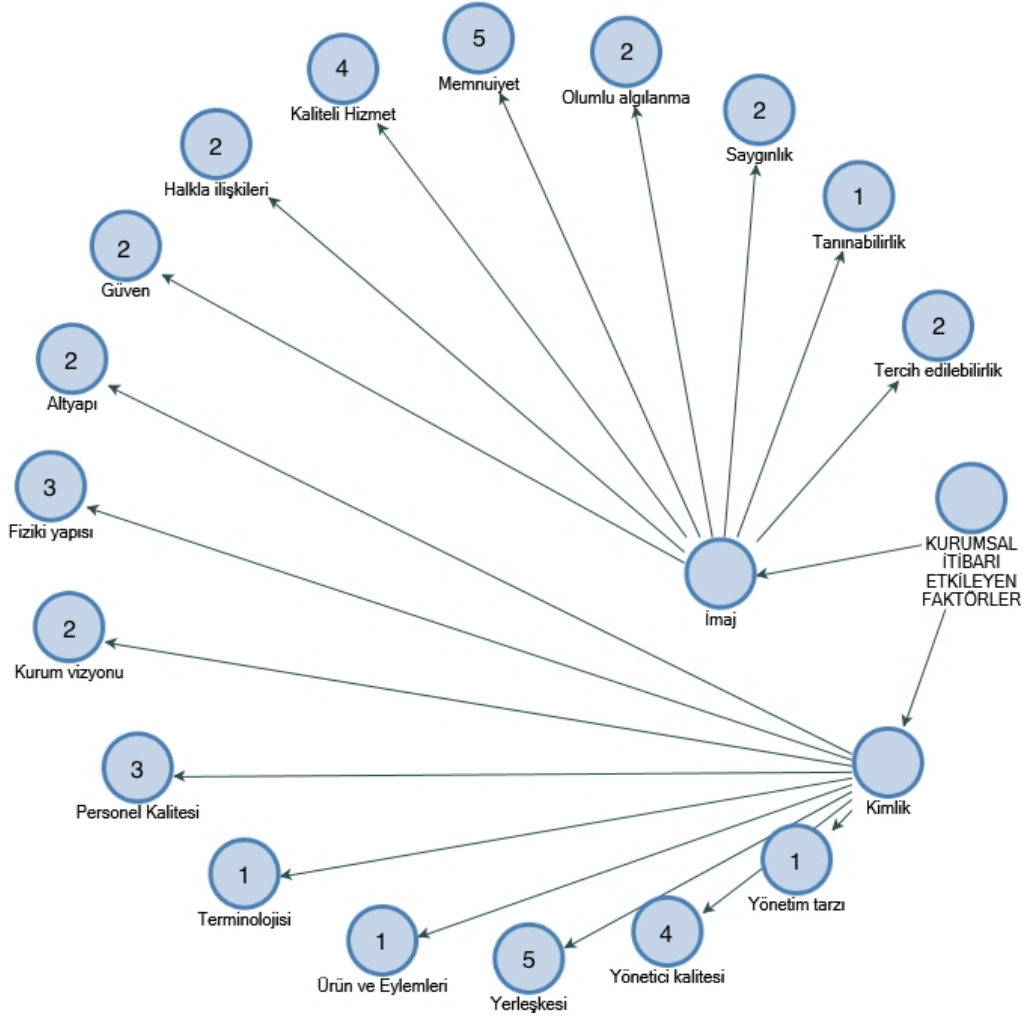 5
Memnuiyet
2
Olumlu algılanma
4
Kaliteli Hizmet
2
Saygınlık
2
Halkla ilişkileri
1
Tanınabilirlik
2
Güven
2
Tercih edilebilirlik
2
Altyapı
3
Fiziki yapısı
KURUMSAL
İTİBARI
ETKİLEYEN
FAKTÖRLER
İmaj
2
Kurum vizyonu
3
Personel Kalitesi
Kimlik
1
Terminolojisi
1
Yönetim tarzı
1
Ürün ve Eylemleri
5
Yerleşkesi
4
Yönetici kalitesi